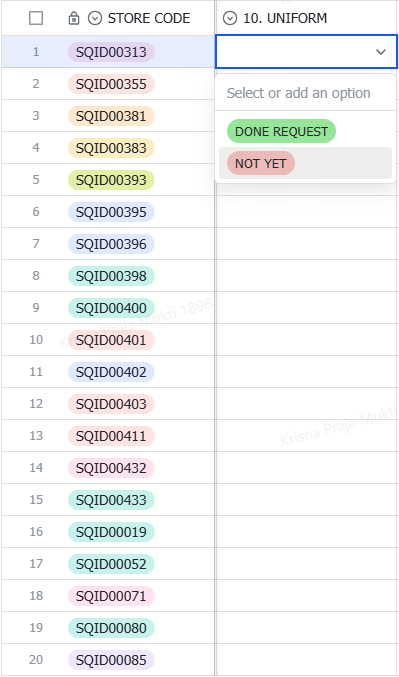 STORE CODE 10. UNIFORM
1 SQID00313
Select or add an option
2 SQID00355
3 SQID00381
DONE REQUEST
4 SQID00383
NOT YET
5 SQID00393
6 SQID00395
7 SQID00396
8 SQID00398
9 SQID00400
Krisna Praja Mukti 1896
10 SQID00401
11 SQID00402
12 SQID00403
13 SQID00411
Krisna Praja Mukti
14 SQID00432
15 SQID00433
16 SQID00019
17 SQID00052
18 SQID00071
19 SQID00080
20 SQID00085